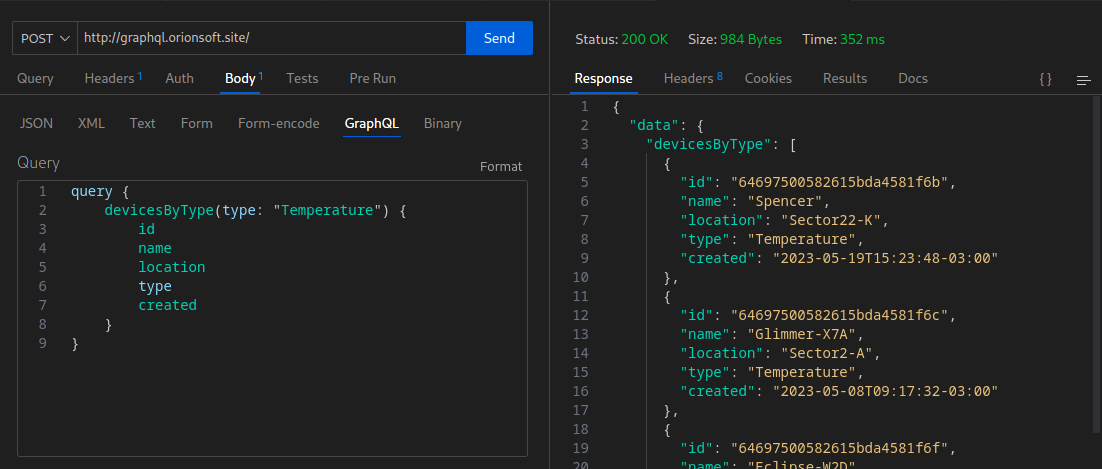 POST http://graphql.orionsoft.site/ Send
Query Headers 1 Auth Body 1 Tests Pre Run
JSON XML Text Form Form-encode GraphQL Binary
Query Format
1 query {
2 devicesByType(type: "Temperature") {
3 id
4 name
5 location
6 type
7 created
8 }
9 }
Status: 200 OK Size: 984 Bytes Time: 352 ms
Response Headers 8 Cookies Results Docs { }
1 {
2 "data": {
3 "devicesByType": [
4 {
5 "id": "64697500582615bda4581f6b",
6 "name": "Spencer",
7 "location": "Sector22-K",
8 "type": "Temperature",
9 "created": "2023-05-19T15:23:48-03:00"
10 },
11 {
12 "id": "64697500582615bda4581f6c",
13 "name": "Glimmer-X7A",
14 "location": "Sector2-A",
15 "type": "Temperature",
16 "created": "2023-05-08T09:17:32-03:00"
17 },
18 {
19 "id": "64697500582615bda4581f6f",
20 "name": "Eclipse-W2D",